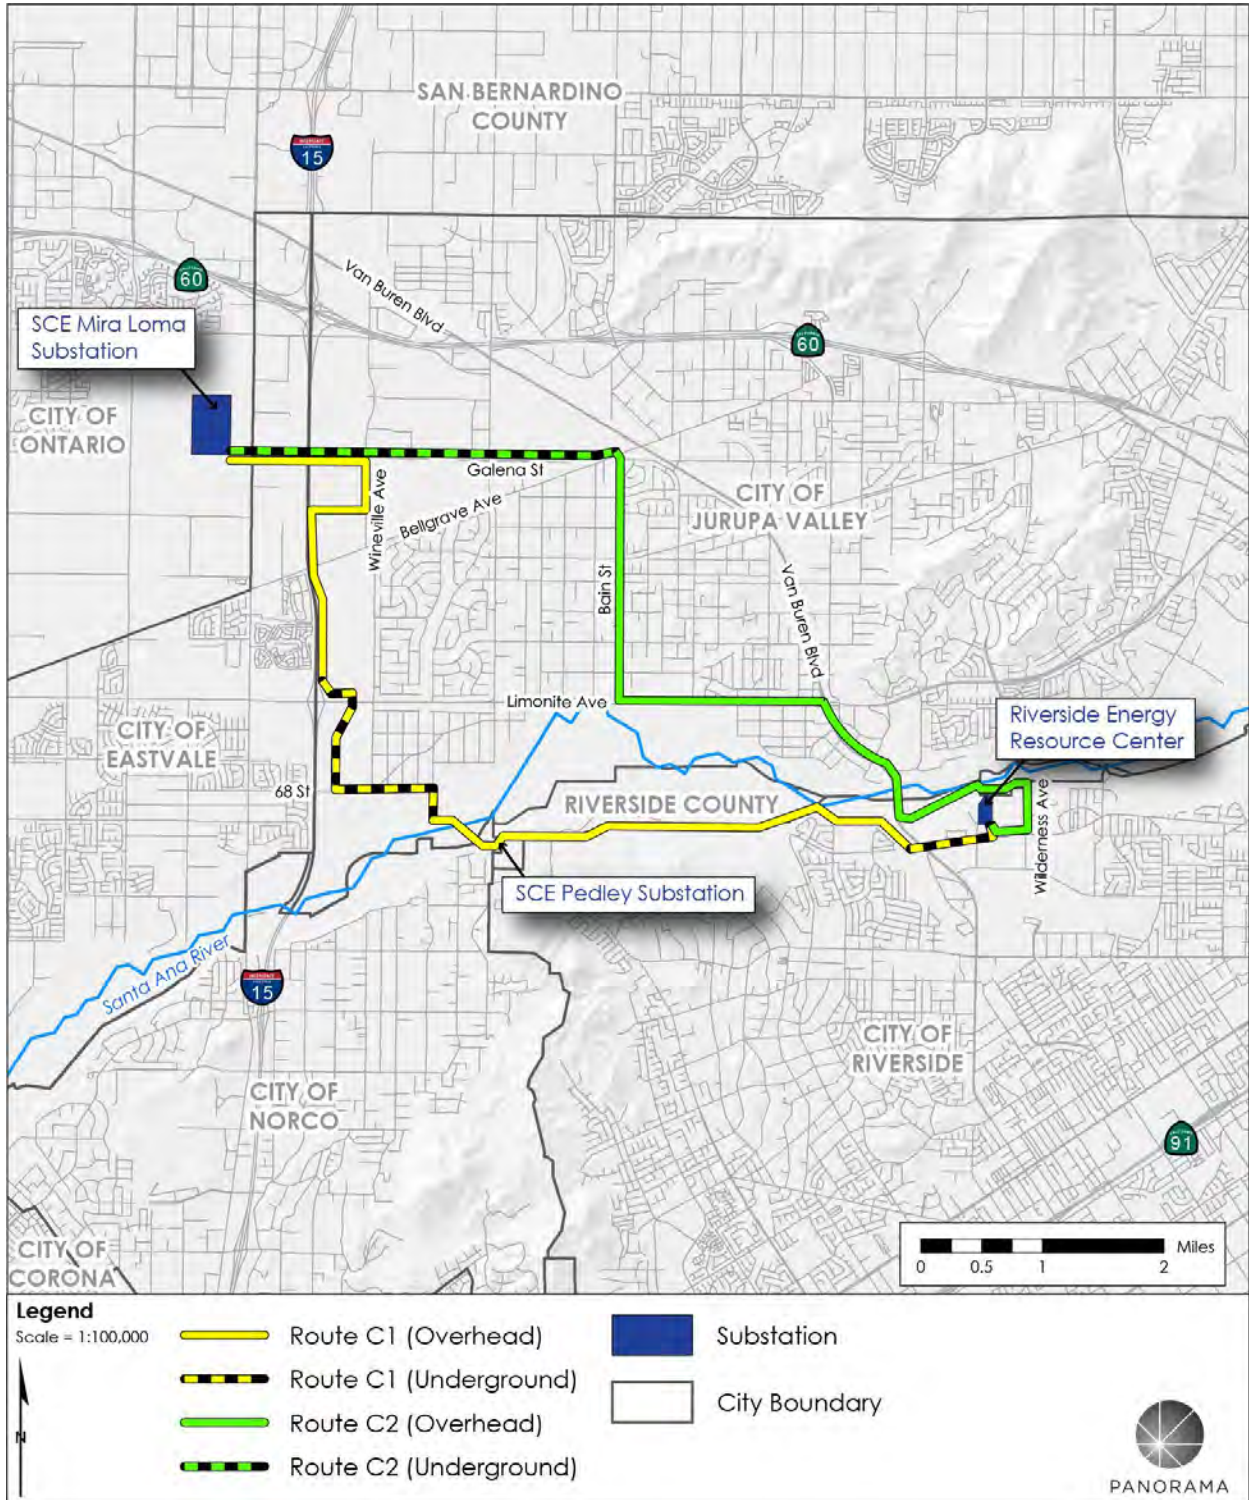 SAN BERNARDINO
COUNTY
15
60
Van Buren Blvd
SCE Mira Loma
Substation
60
CITY OF
ONTARIO
Galena St
Wineville Ave
Bellgrave Ave
CITY OF
JURUPA VALLEY
Bain St
Van Buren Blvd
Limonite Ave
Riverside Energy
Resource Center
CITY OF
EASTVALE
68 St
RIVERSIDE COUNTY
Wilderness Ave
SCE Pedley Substation
Santa Ana River
15
CITY OF
RIVERSIDE
CITY OF
NORCO
91
CITY OF
CORONA
Miles
0 0.5 1 2
Legend
Scale = 1:100,000
N
Route C1 (Overhead)
Route C1 (Underground)
Route C2 (Overhead)
Route C2 (Underground)
Substation
City Boundary
PANORAMA